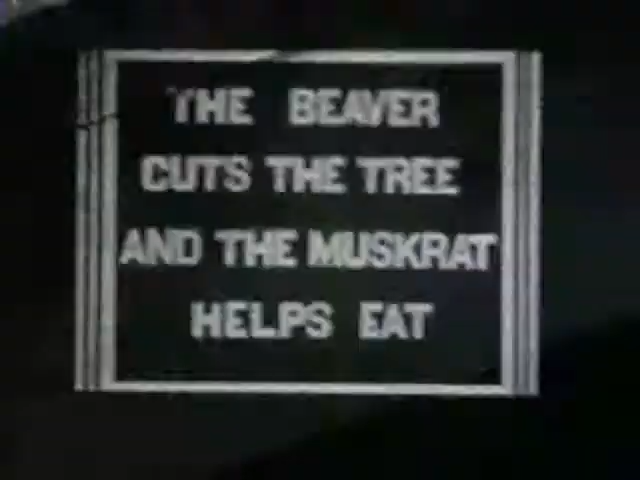 THE BEAVER
CUTS THE TREE
AND THE MUSKRAT
HELPS EAT